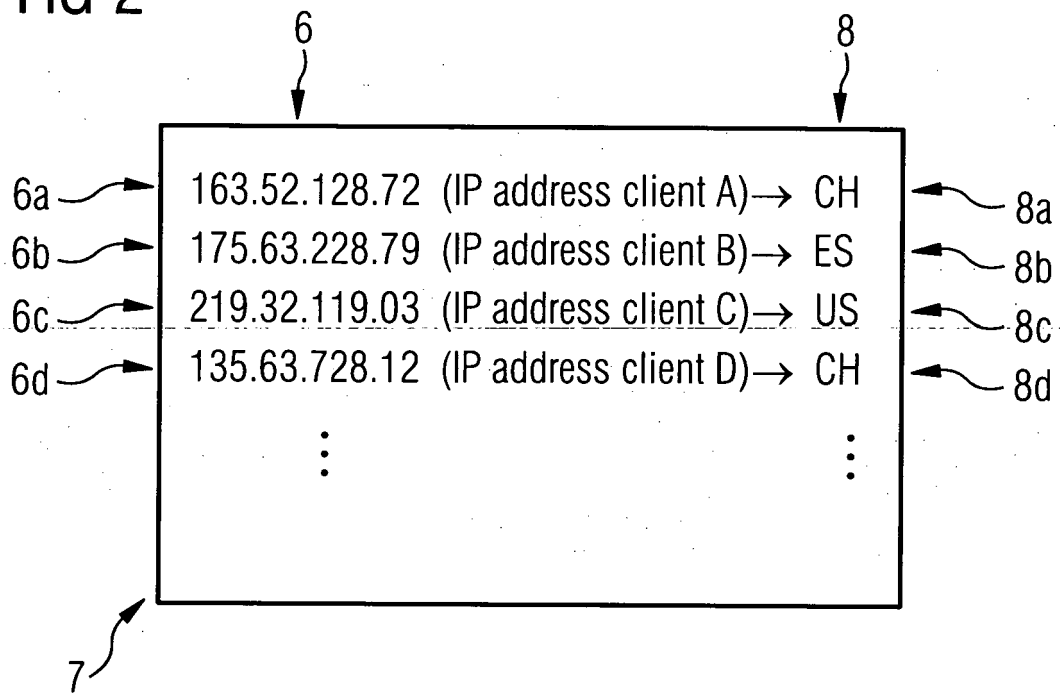 FIG 2
6 8
6a 163.52.128.72 (IP address client A)→ CH 8a
6b 175.63.228.79 (IP address client B)→ ES 8b
6c 219.32.119.03 (IP address client C)→ US 8c
6d 135.63.728.12 (IP address client D)→ CH 8d
7